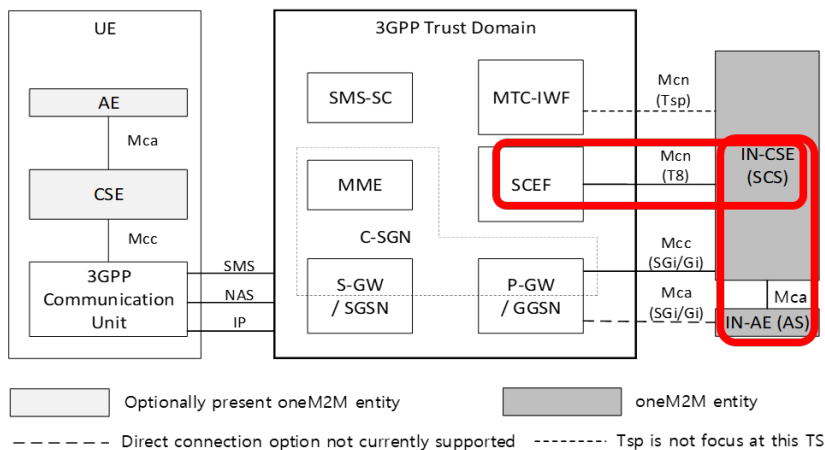 UE
AE
Mca
CSE
Mcc
3GPP
Communication
Unit
SMS
NAS
IP
3GPP Trust Domain
SMS-SC
MTC-IWF
MME
SCEF
C-SGN
S-GW
/ SGSN
P-GW
/ GGSN
Mcn
(Tsp)
Mcn
(T8)
Mcc
(SGi/Gi)
Mca
(SGi/Gi)
IN-CSE
(SCS)
Mca
IN-AE (AS)
Optionally present oneM2M entity
oneM2M entity
Direct connection option not currently supported
Tsp is not focus at this TS